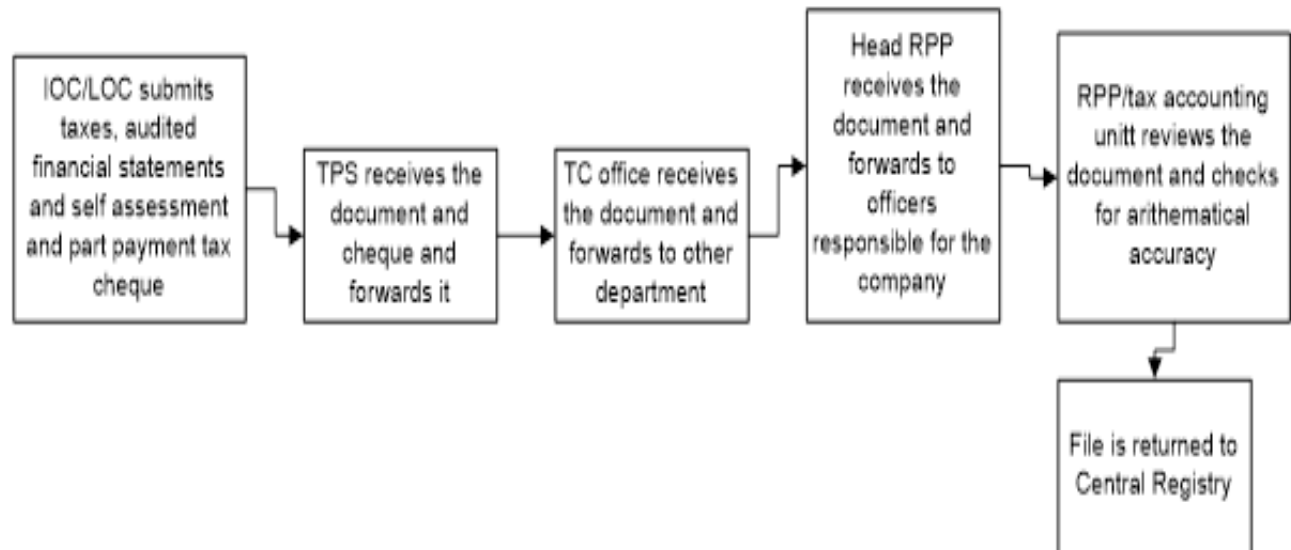 IOC/LOC submits
taxes, audited
financial statements
and self assessment
and part payment tax
cheque
TPS receives the
document and
cheque and
forwards it
TC office receives
the document and
forwards to other
department
Head RPP
receives the
document and
forwards to
officers
responsible for the
company
RPP/tax accounting
unitt reviews the
document and checks
for arithematical
accuracy
File is returned to
Central Registry